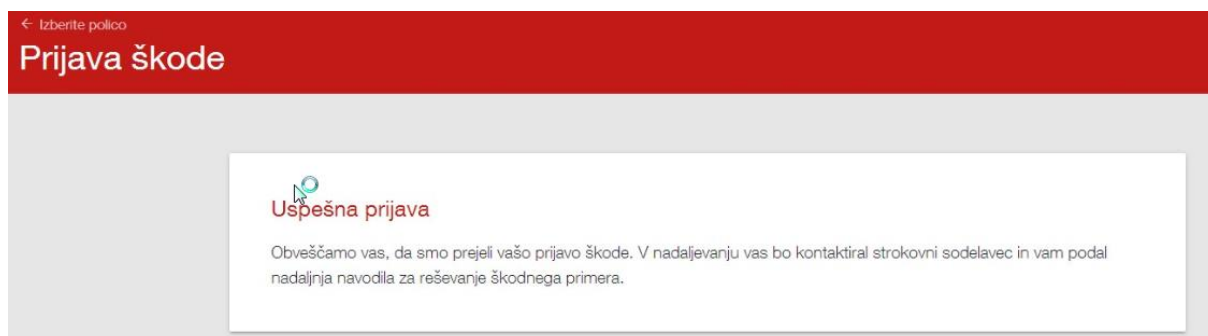 ← Izberite polico
Prijava škode
Uspešna prijava
Obveščamo vas, da smo prejeli vašo prijavo škode. V nadaljevanju vas bo kontaktiral strokovni sodelavec in vam podal
nadaljnja navodila za reševanje škodnega primera.